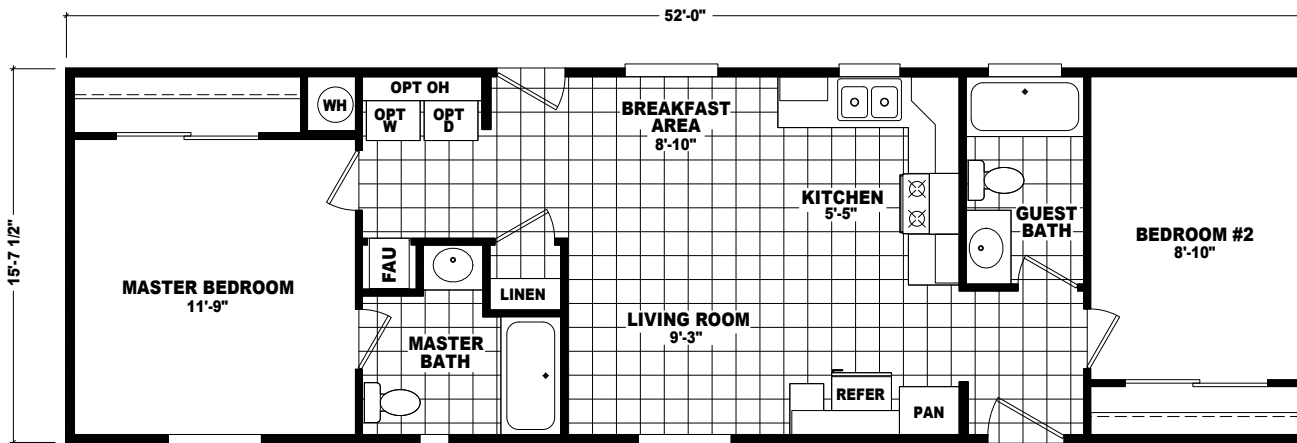 52'-0"
15'-7 1/2"
WH
OPT OH
OPT
W
OPT
D
BREAKFAST
AREA
8'-10"
KITCHEN
5'-5"
GUEST
BATH
BEDROOM #2
8'-10"
MASTER BEDROOM
11'-9"
FAU
LINEN
MASTER
BATH
LIVING ROOM
9'-3"
REFER
PAN